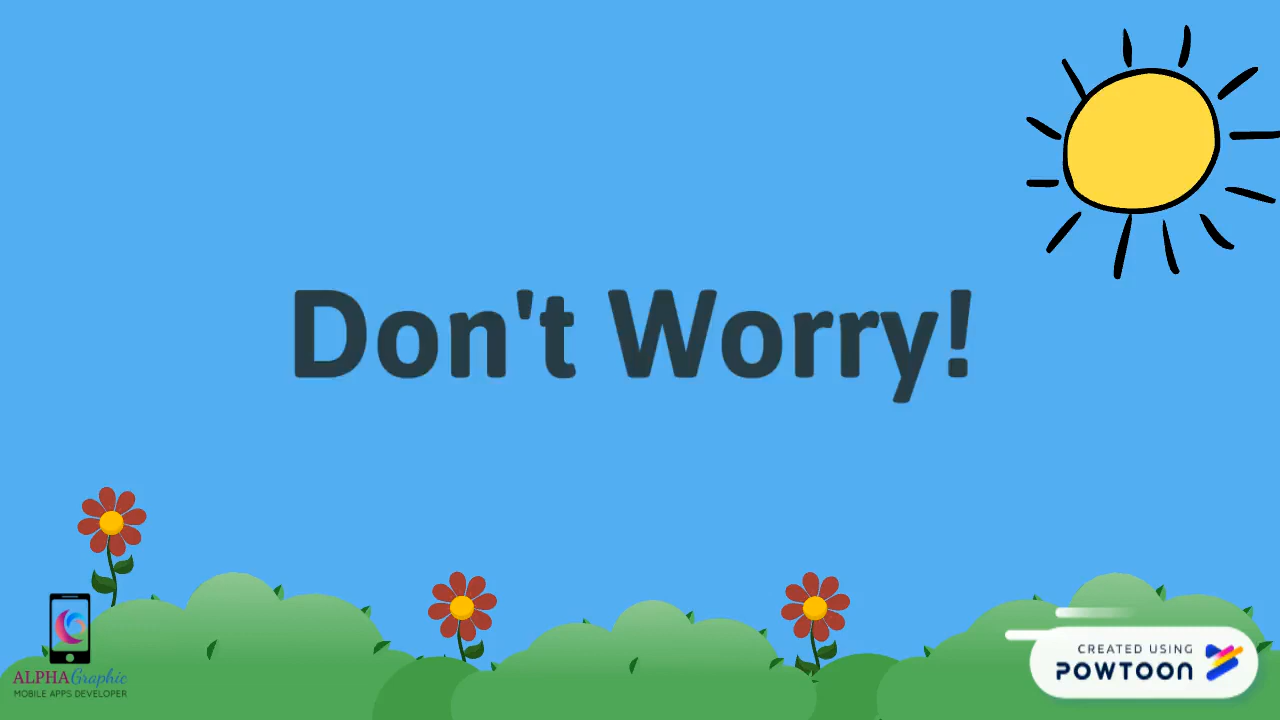 Don't Worry!
ALPHAGraphic
MOBILE APPS DEVELOPER
CREATED USING
POWTOON